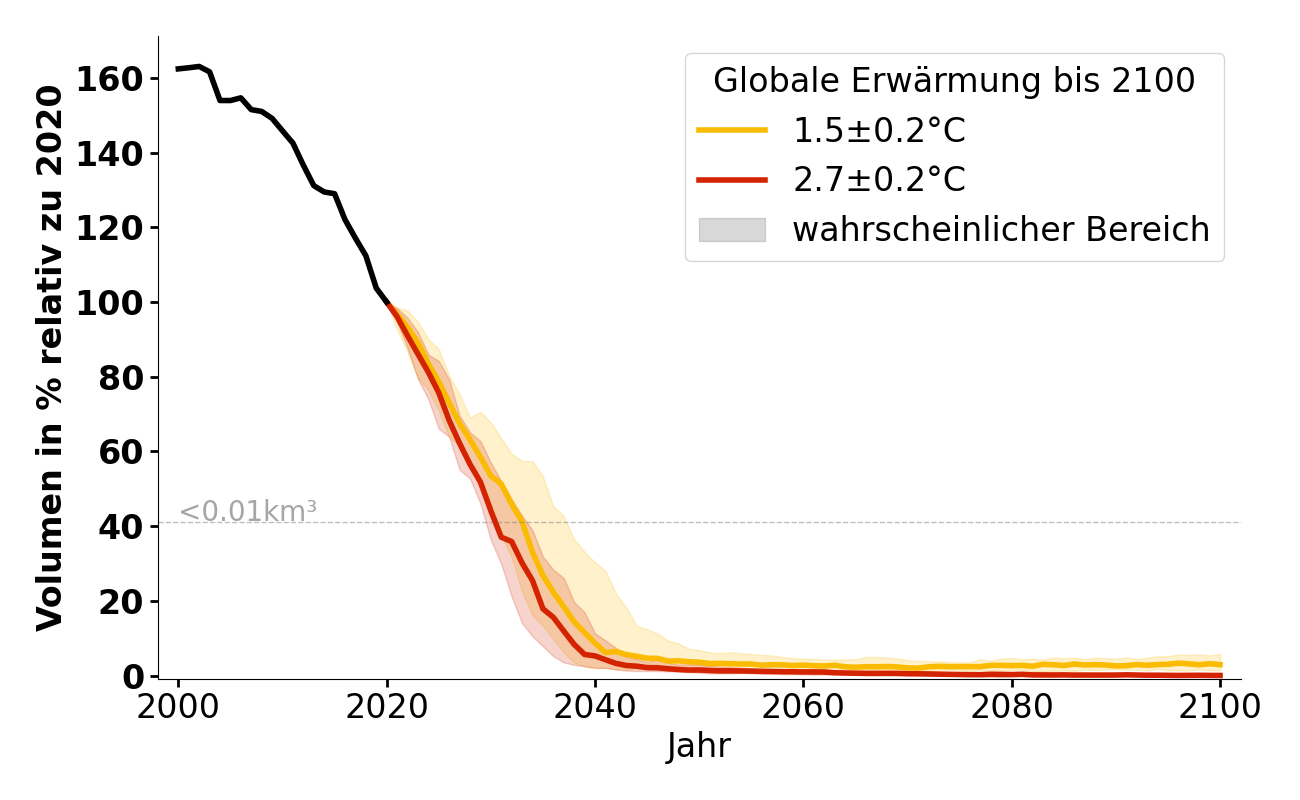 Volumen in % relativ zu 2020
160
140
120
100
80
60
40
20
0
<0.01km³
Globale Erwärmung bis 2100
1.5±0.2°C
2.7±0.2°C
wahrscheinlicher Bereich
2000 2020 2040 2060 2080 2100
Jahr